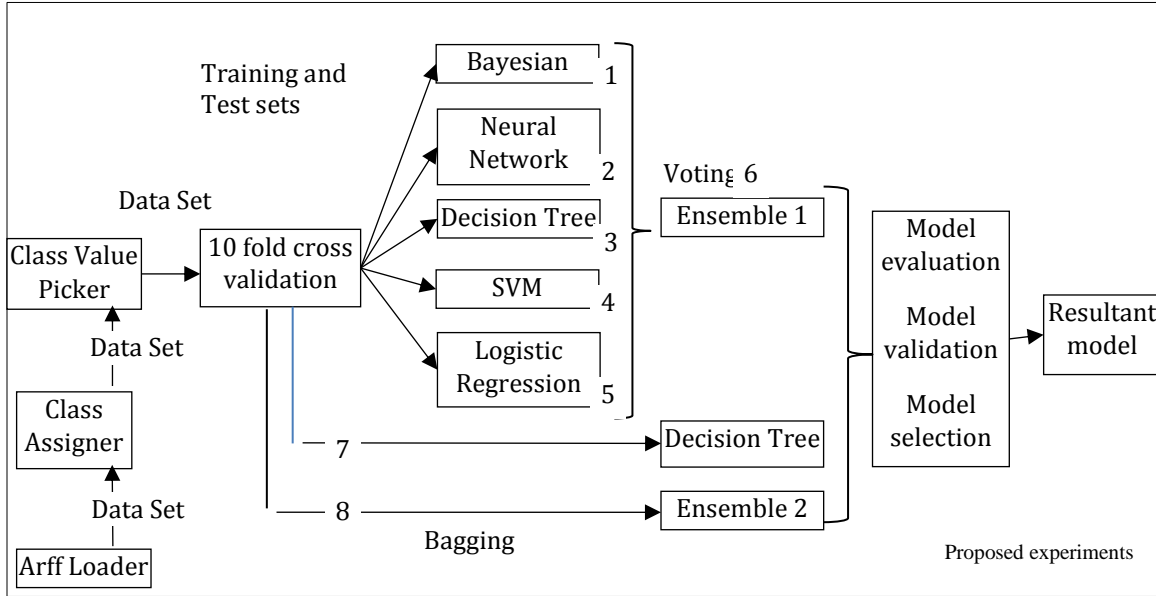 Training and
Test sets
Bayesian
1
Neural
Network
2
Decision Tree
3
SVM
4
Logistic
Regression
5
Voting 6
Ensemble 1
Data Set
Class Value
Picker
10 fold cross
validation
Data Set
Class
Assigner
Data Set
Arff Loader
7
Decision Tree
8
Bagging
Ensemble 2
Model
evaluation
Model
validation
Model
selection
Resultant
model
Proposed experiments